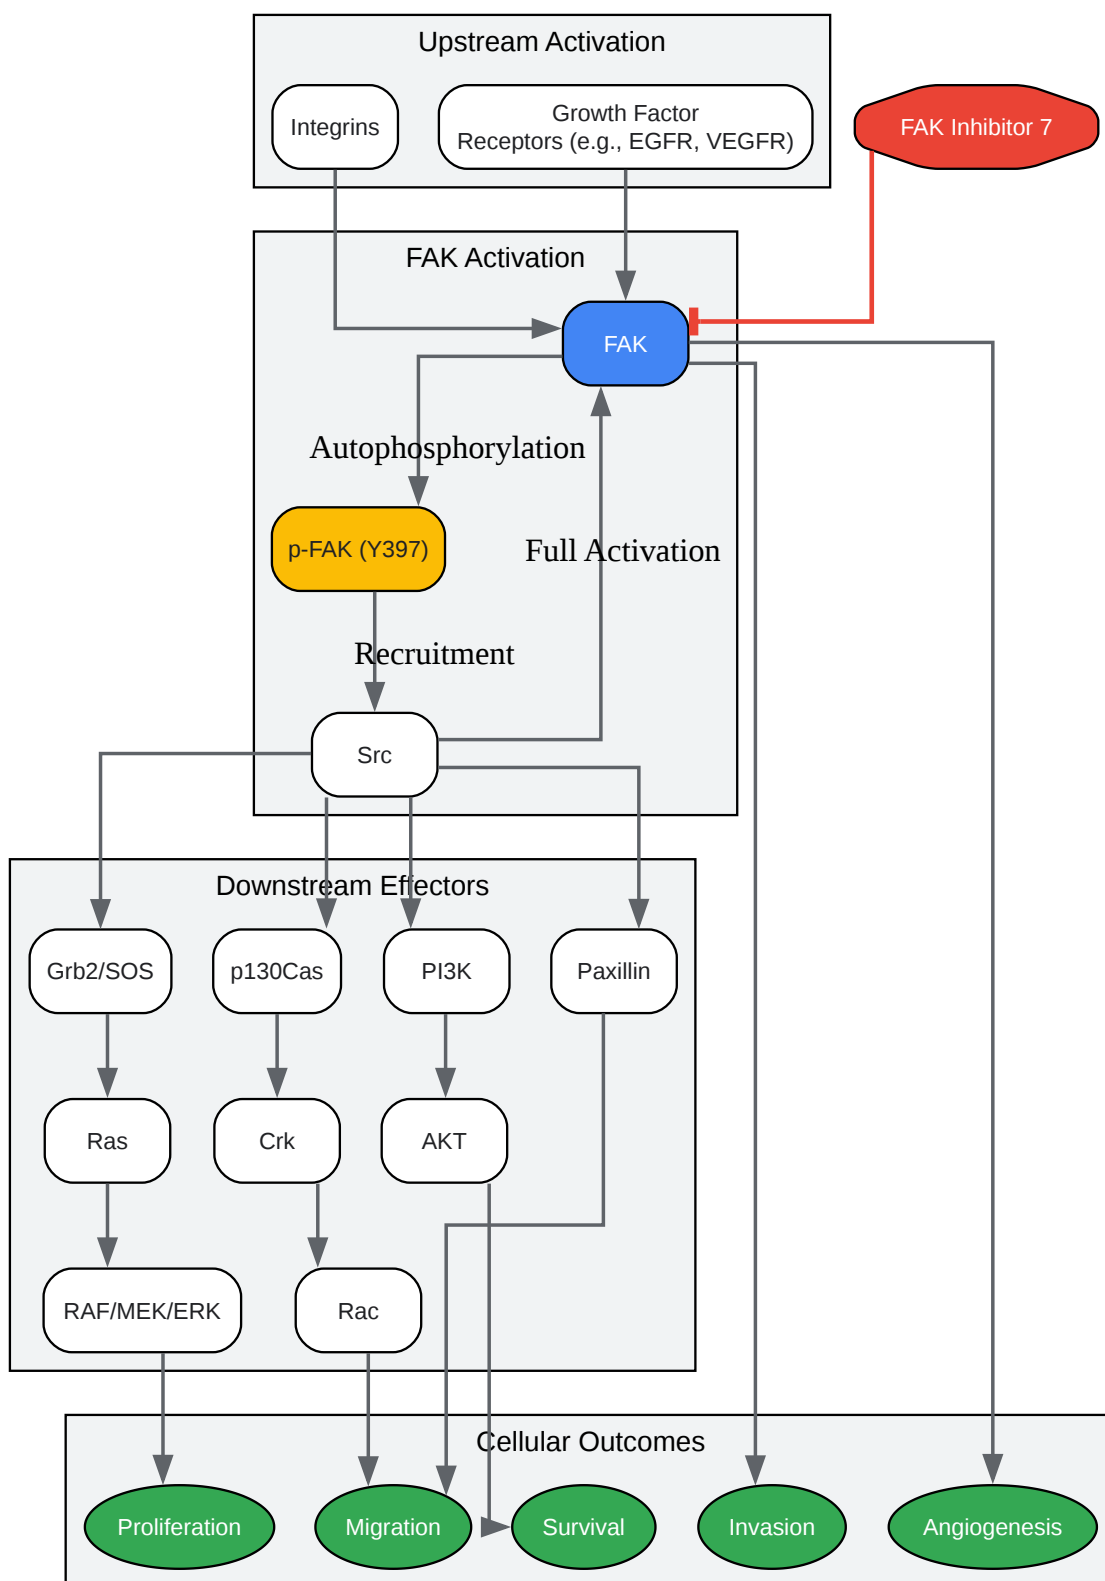 Upstream Activation
Integrins
Growth Factor
Receptors (e.g., EGFR, VEGFR)
FAK Inhibitor 7
FAK Activation
FAK
Autophosphorylation
p-FAK (Y397)
Full Activation
Recruitment
Src
Downstream Effectors
Grb2/SOS
p130Cas
PI3K
Paxillin
Ras
Crk
AKT
RAF/MEK/ERK
Rac
Cellular Outcomes
Proliferation
Migration
Survival
Invasion
Angiogenesis